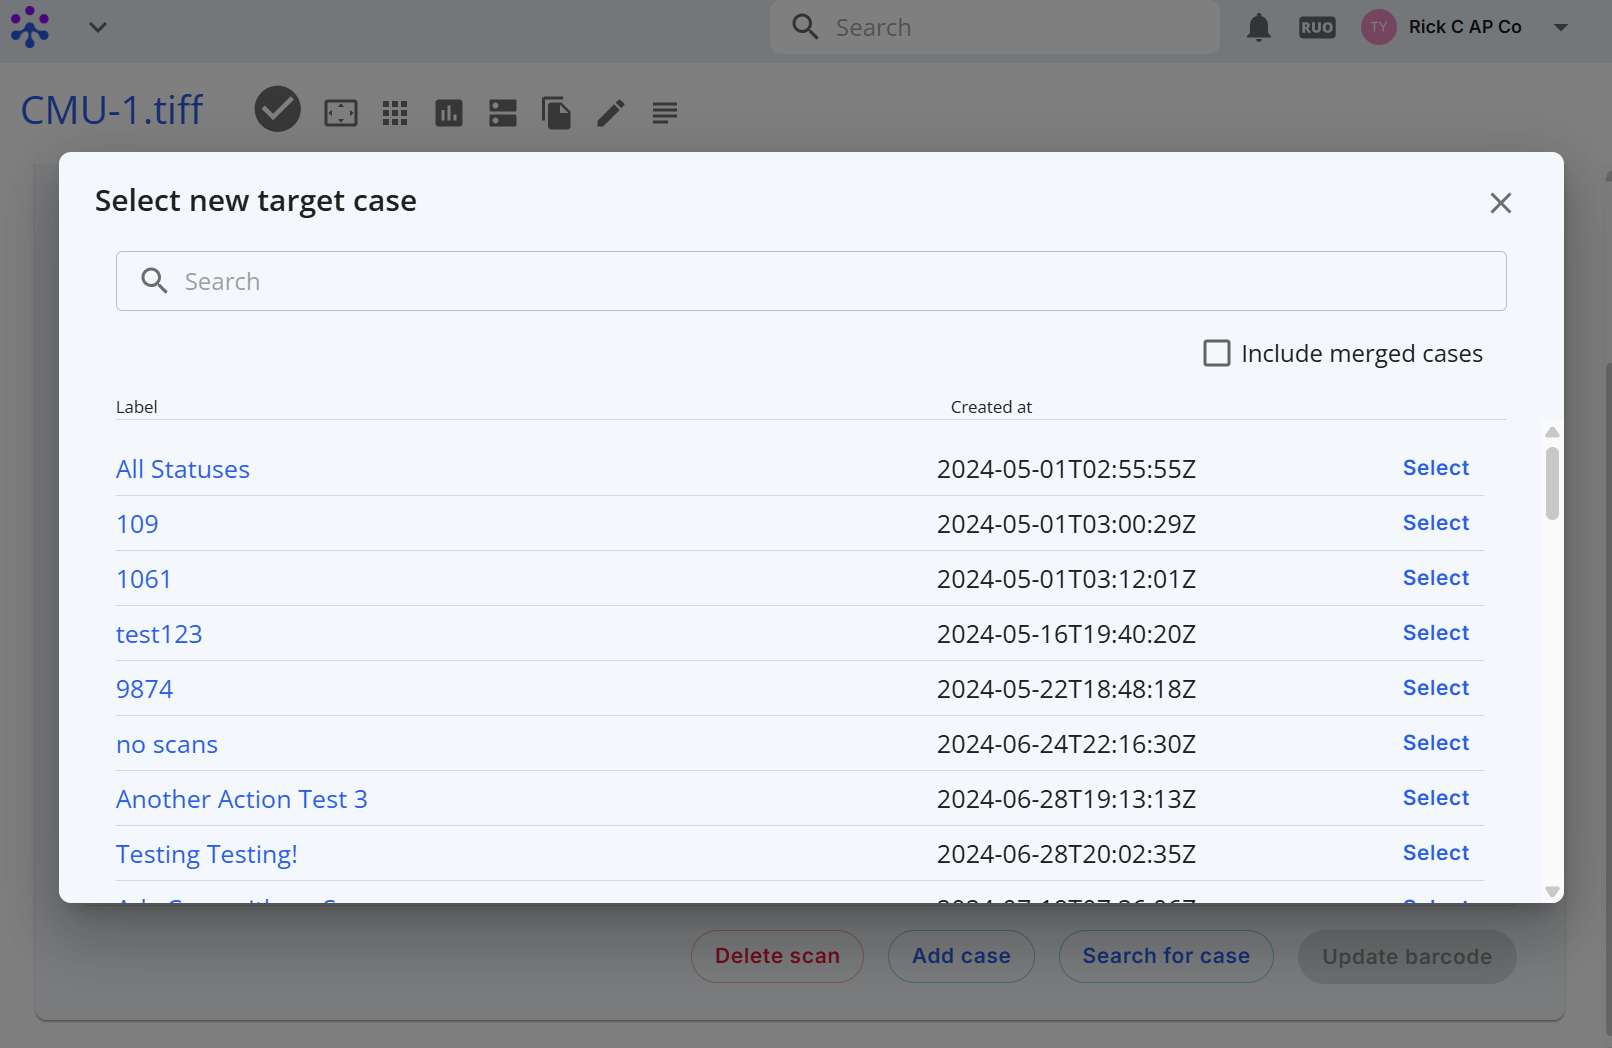 Search
RUO
TY
Rick C AP Co
CMU-1.tiff
Select new target case
Search
Include merged cases
Label Created at
All Statuses 2024-05-01T02:55:55Z Select
109 2024-05-01T03:00:29Z Select
1061 2024-05-01T03:12:01Z Select
test123 2024-05-16T19:40:20Z Select
9874 2024-05-22T18:48:18Z Select
no scans 2024-06-24T22:16:30Z Select
Another Action Test 3 2024-06-28T19:13:13Z Select
Testing Testing! 2024-06-28T20:02:35Z Select
Select
Delete scan Add case Search for case Update barcode